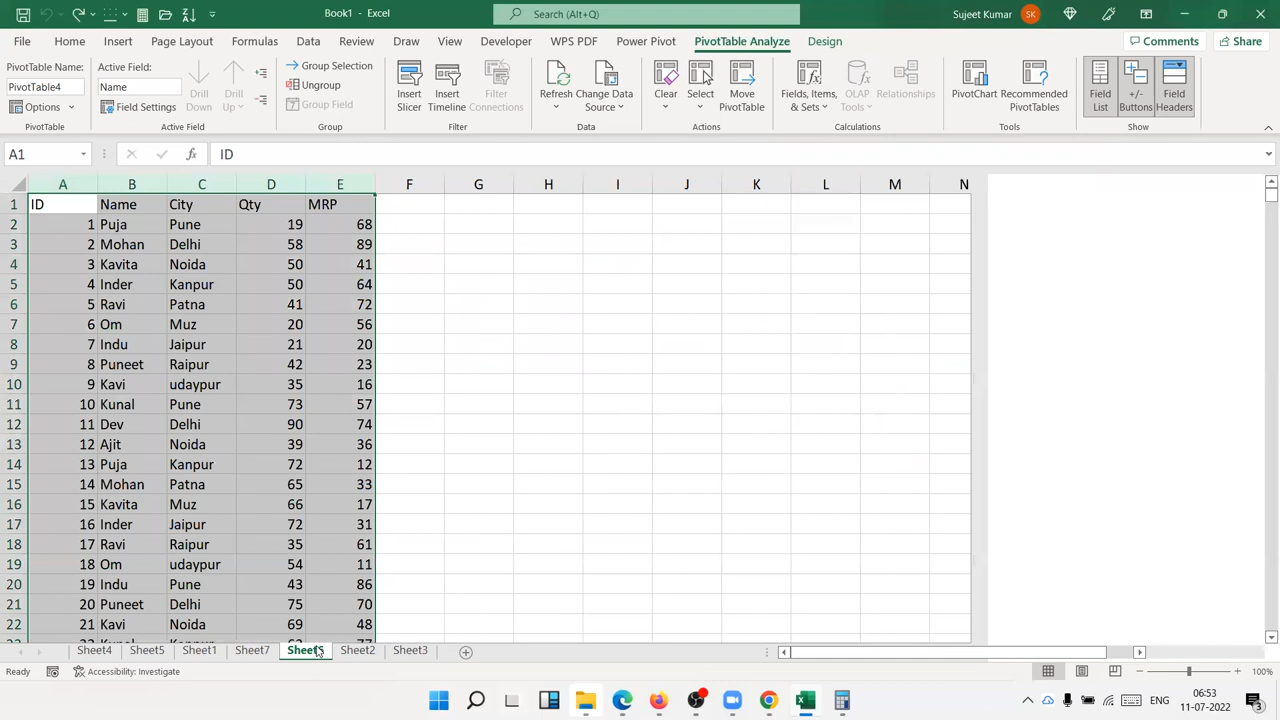 Book1 - Excel
Search (Alt+Q)
Sujeet Kumar
SK
File Home Insert Page Layout Formulas Data Review View Draw Developer WPS PDF Power Pivot PivotTable Analyze Design
Comments Share
PivotTable Name:
PivotTable4
Options
PivotTable
Active Field:
Name
Field Settings
Drill Down
Drill Up
Active Field
Group Selection
Ungroup
Group Field
Group
Insert Slicer
Insert Timeline
Filter Connections
Filter
Refresh
Change Data Source
Data
Clear
Select
Move PivotTable
Actions
Fields, Items, & Sets
OLAP Tools
Relationships
Calculations
PivotChart
Recommended PivotTables
Tools
Field List
+/- Buttons
Field Headers
Show
A1 fx ID
A B C D E F G H I J K L M N
1 ID Name City Qty MRP
2 1 Puja Pune 19 68
3 2 Mohan Delhi 58 89
4 3 Kavita Noida 50 41
5 4 Inder Kanpur 50 64
6 5 Ravi Patna 41 72
7 6 Om Muz 20 56
8 7 Indu Jaipur 21 20
9 8 Puneet Raipur 42 23
10 9 Kavi udaypur 35 16
11 10 Kunal Pune 73 57
12 11 Dev Delhi 90 74
13 12 Ajit Noida 39 36
14 13 Puja Kanpur 72 12
15 14 Mohan Patna 65 33
16 15 Kavita Muz 66 17
17 16 Inder Jaipur 72 31
18 17 Ravi Raipur 35 61
19 18 Om udaypur 54 11
20 19 Indu Pune 43 86
21 20 Puneet Delhi 75 70
22 21 Kavi Noida 69 48
Sheet4 Sheet5 Sheet1 Sheet7 Sheet2 Sheet3
Ready Accessibility: Investigate 100%
ENG 06:53
11-07-2022
3